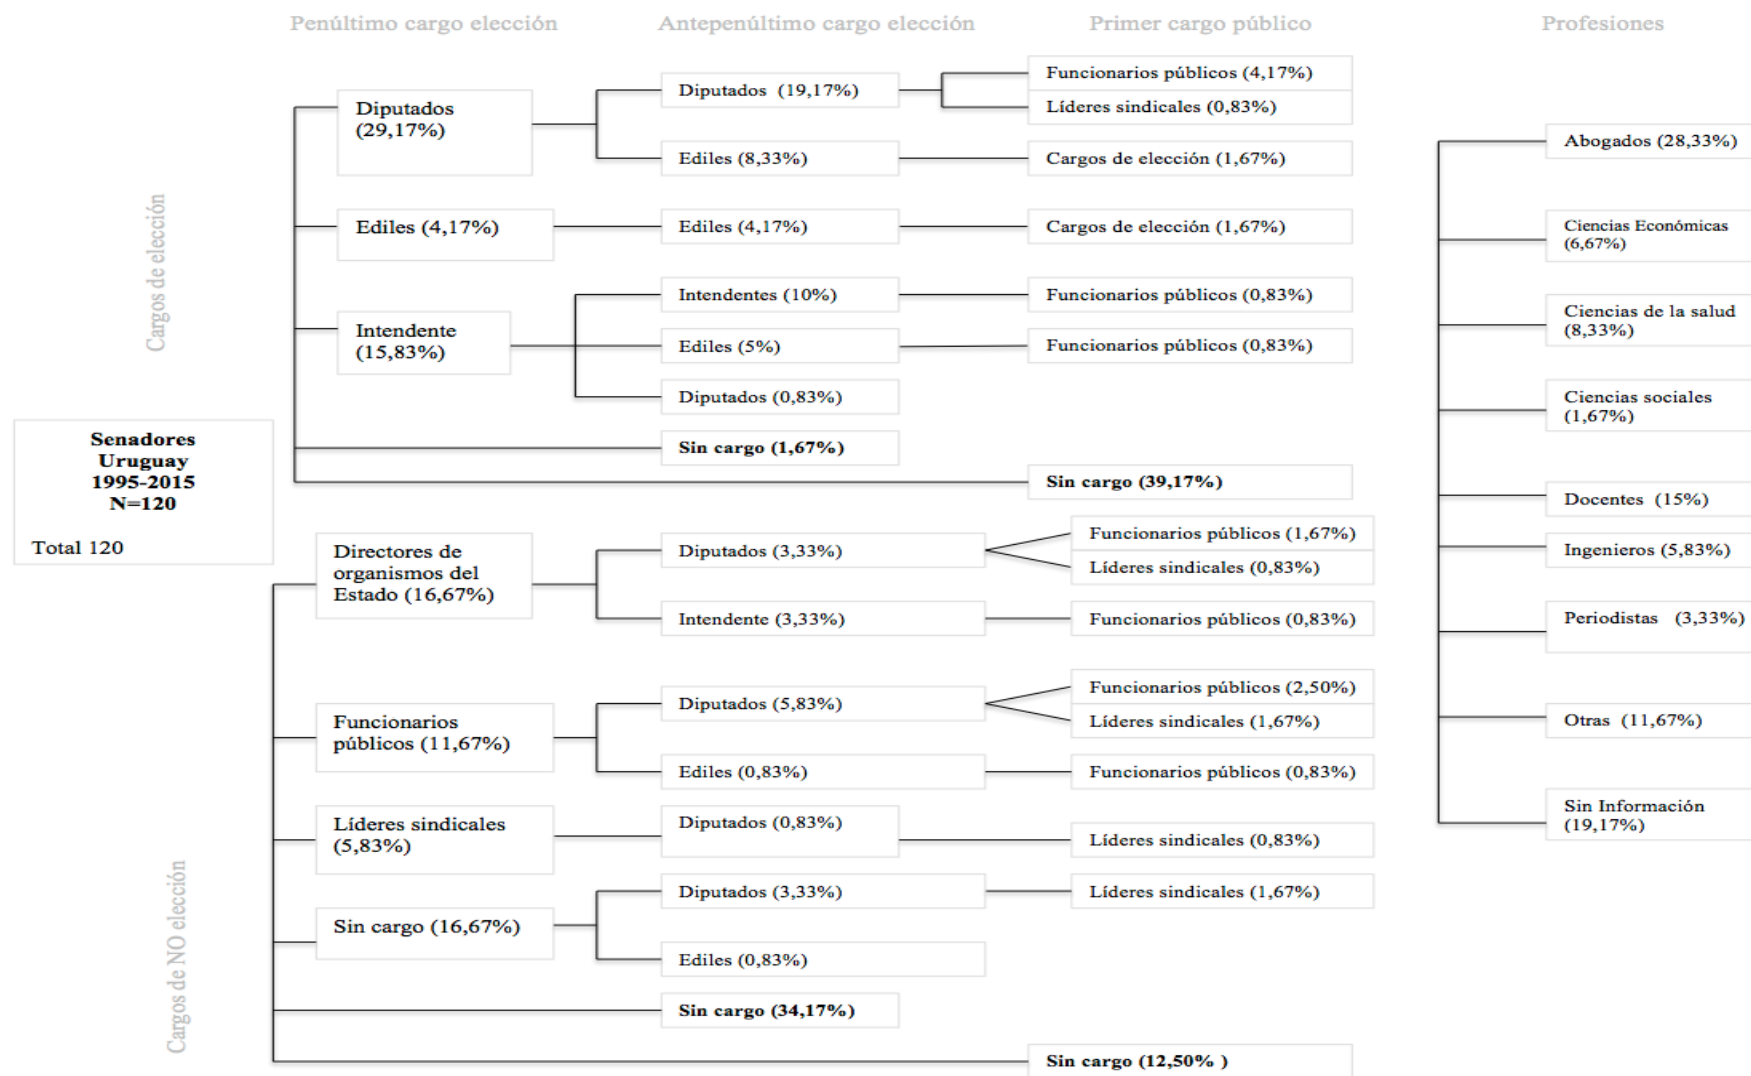 Penúltimo cargo elección
Antepenúltimo cargo elección
Primer cargo público
Profesiones
Cargos de elección
Diputados
(29,17%)
Diputados (19,17%)
Funcionarios públicos (4,17%)
Líderes sindicales (0,83%)
Ediles (8,33%)
Cargos de elección (1,67%)
Ediles (4,17%)
Ediles (4,17%)
Cargos de elección (1,67%)
Intendente
(15,83%)
Intendentes (10%)
Funcionarios públicos (0,83%)
Ediles (5%)
Funcionarios públicos (0,83%)
Diputados (0,83%)
Sin cargo (1,67%)
Sin cargo (39,17%)
Senadores
Uruguay
1995-2015
N=120
Total 120
Cargos de NO elección
Directores de
organismos del
Estado (16,67%)
Diputados (3,33%)
Funcionarios públicos (1,67%)
Líderes sindicales (0,83%)
Intendente (3,33%)
Funcionarios públicos (0,83%)
Funcionarios
públicos (11,67%)
Diputados (5,83%)
Funcionarios públicos (2,50%)
Líderes sindicales (1,67%)
Ediles (0,83%)
Funcionarios públicos (0,83%)
Líderes sindicales
(5,83%)
Diputados (0,83%)
Líderes sindicales (0,83%)
Sin cargo (16,67%)
Diputados (3,33%)
Líderes sindicales (1,67%)
Ediles (0,83%)
Sin cargo (34,17%)
Sin cargo (12,50% )
Abogados (28,33%)
Ciencias Económicas
(6,67%)
Ciencias de la salud
(8,33%)
Ciencias sociales
(1,67%)
Docentes (15%)
Ingenieros (5,83%)
Periodistas (3,33%)
Otras (11,67%)
Sin Información
(19,17%)